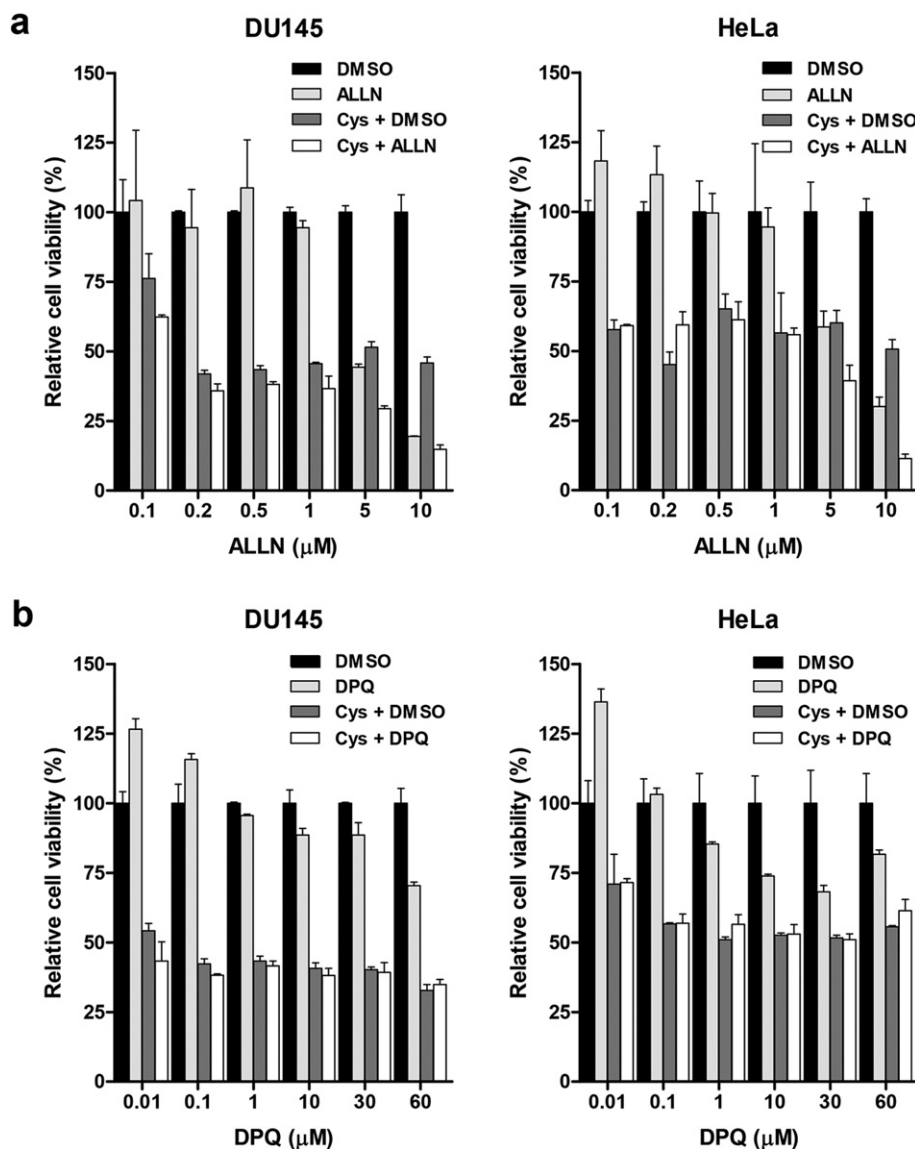 a
DU145
HeLa
DMSO
ALLN
Cys + DMSO
Cys + ALLN
DMSO
ALLN
Cys + DMSO
Cys + ALLN
Relative cell viability (%)
150
125
100
75
50
25
0
0.1 0.2 0.5 1 5 10
ALLN (μM)
Relative cell viability (%)
150
125
100
75
50
25
0
0.1 0.2 0.5 1 5 10
ALLN (μM)
b
DU145
HeLa
DMSO
DPQ
Cys + DMSO
Cys + DPQ
DMSO
DPQ
Cys + DMSO
Cys + DPQ
Relative cell viability (%)
150
125
100
75
50
25
0
0.01 0.1 1 10 30 60
DPQ (μM)
Relative cell viability (%)
150
125
100
75
50
25
0
0.01 0.1 1 10 30 60
DPQ (μM)